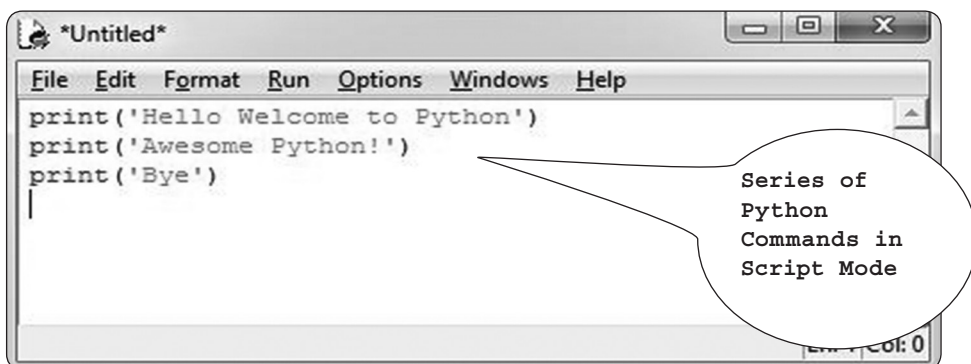 *Untitled*
File Edit Format Run Options Windows Help
print('Hello Welcome to Python')
print('Awesome Python!')
print('Bye')
Series of
Python
Commands in
Script Mode
Col: 0